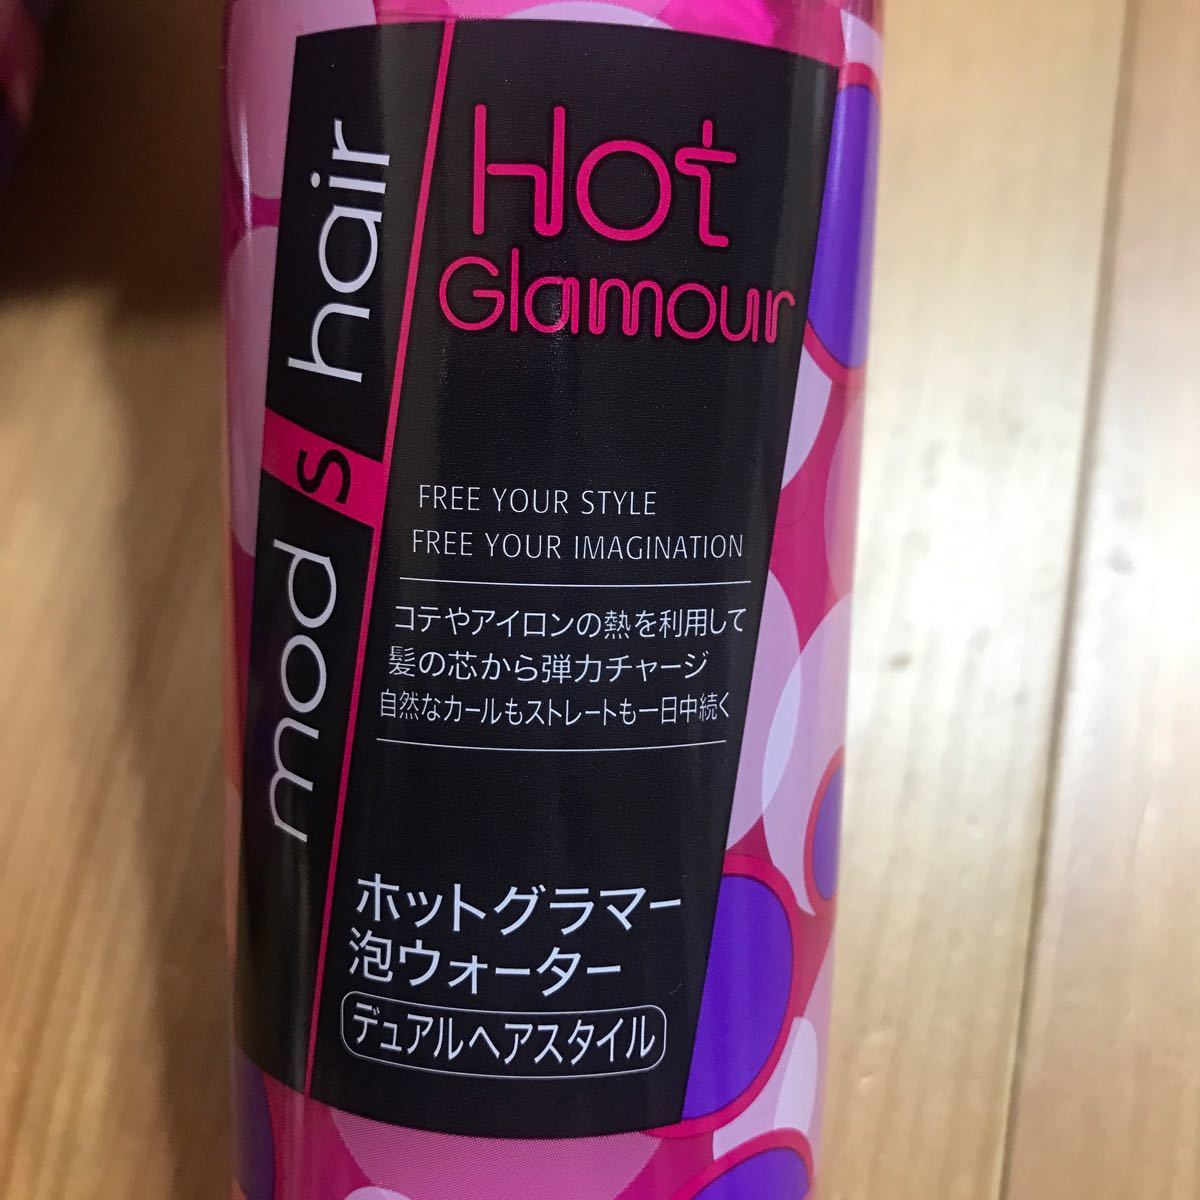 mod s hair
Hot
Glamour
FREE YOUR STYLE
FREE YOUR IMAGINATION
コテやアイロンの熱を利用して
髪の芯から弾力チャージ
自然なカールもストレートも一日中続く
ホットグラマー
泡ウォーター
デュアルヘアスタイル